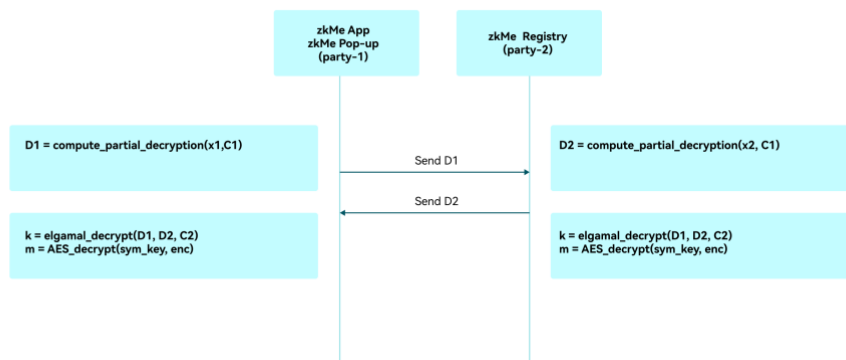 zkMe App
zkMe Pop-up
(party-1)
zkMe Registry
(party-2)
D1 = compute_partial_decryption(x1,C1)
D2 = compute_partial_decryption(x2, C1)
Send D1
Send D2
k = elgamal_decrypt(D1, D2, C2)
m = AES_decrypt(sym_key, enc)
k = elgamal_decrypt(D1, D2, C2)
m = AES_decrypt(sym_key, enc)